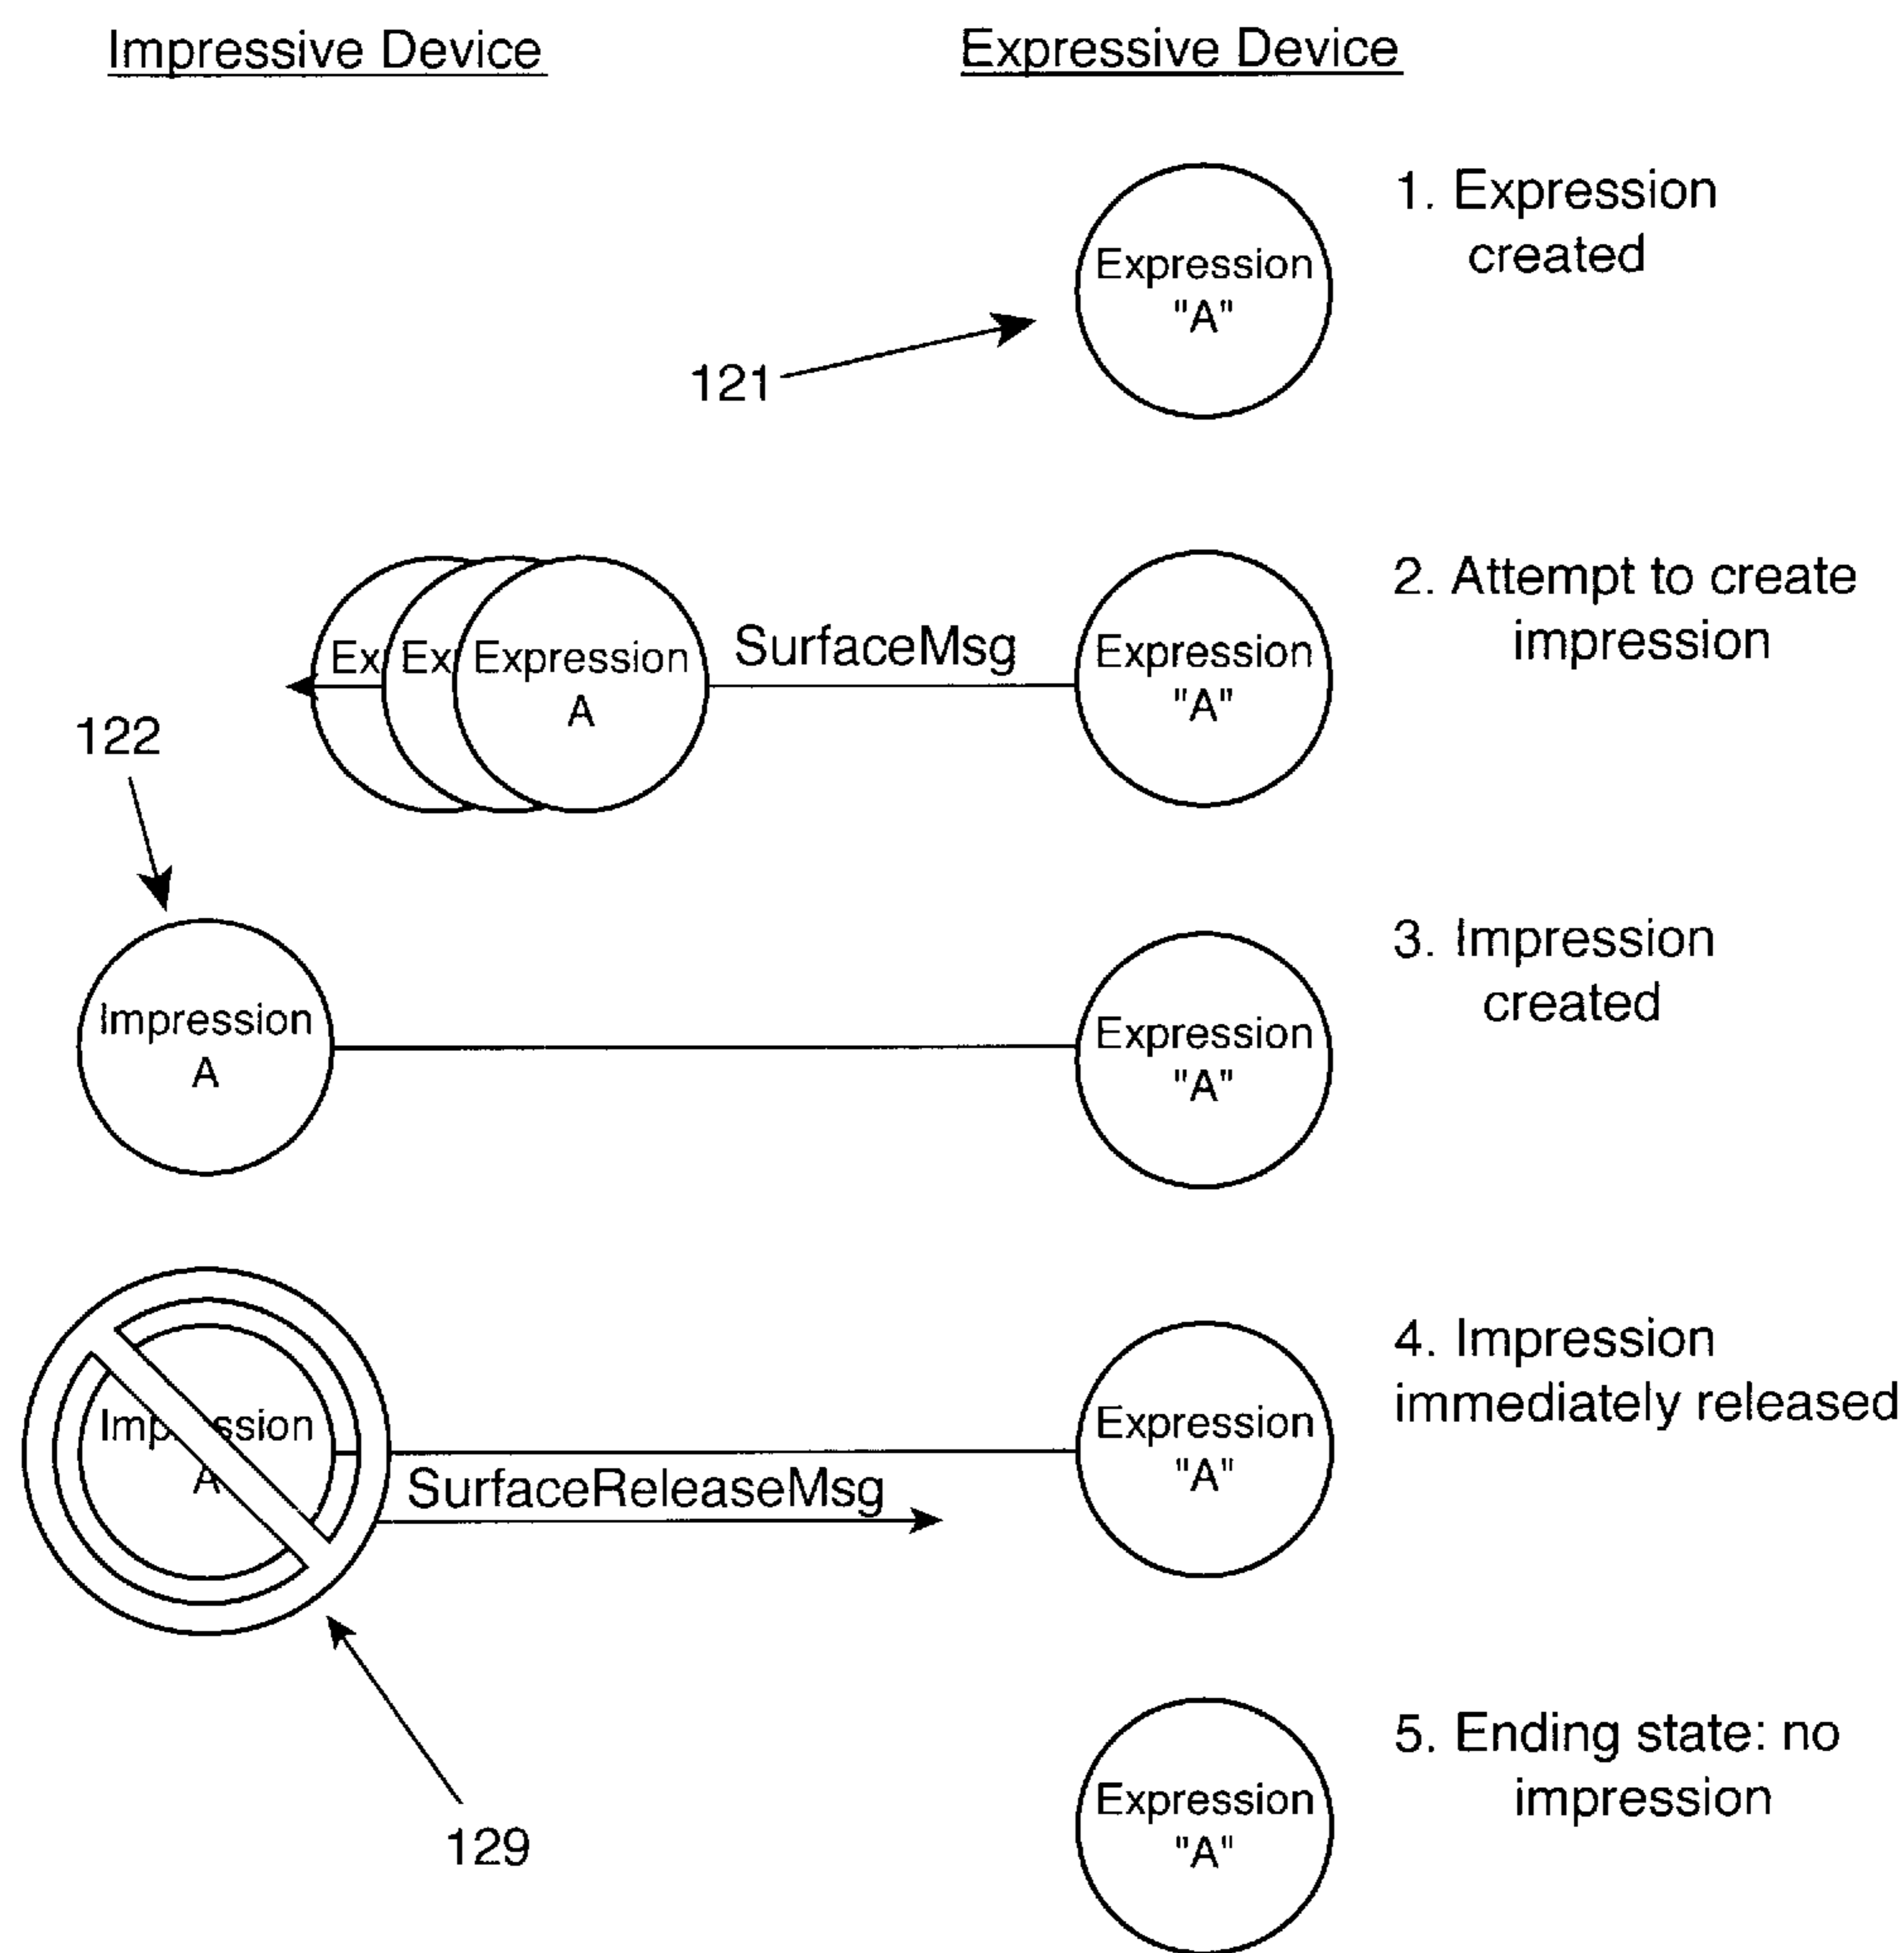 Impressive Device
Expressive Device
Expression
"A"
1. Expression
created
121
Ex
Ex
Expression
A
SurfaceMsg
Expression
"A"
2. Attempt to create
impression
122
Impression
A
Expression
"A"
3. Impression
created
Imp
ssion
A
SurfaceReleaseMsg
Expression
"A"
4. Impression
immediately released
129
Expression
"A"
5. Ending state: no
impression